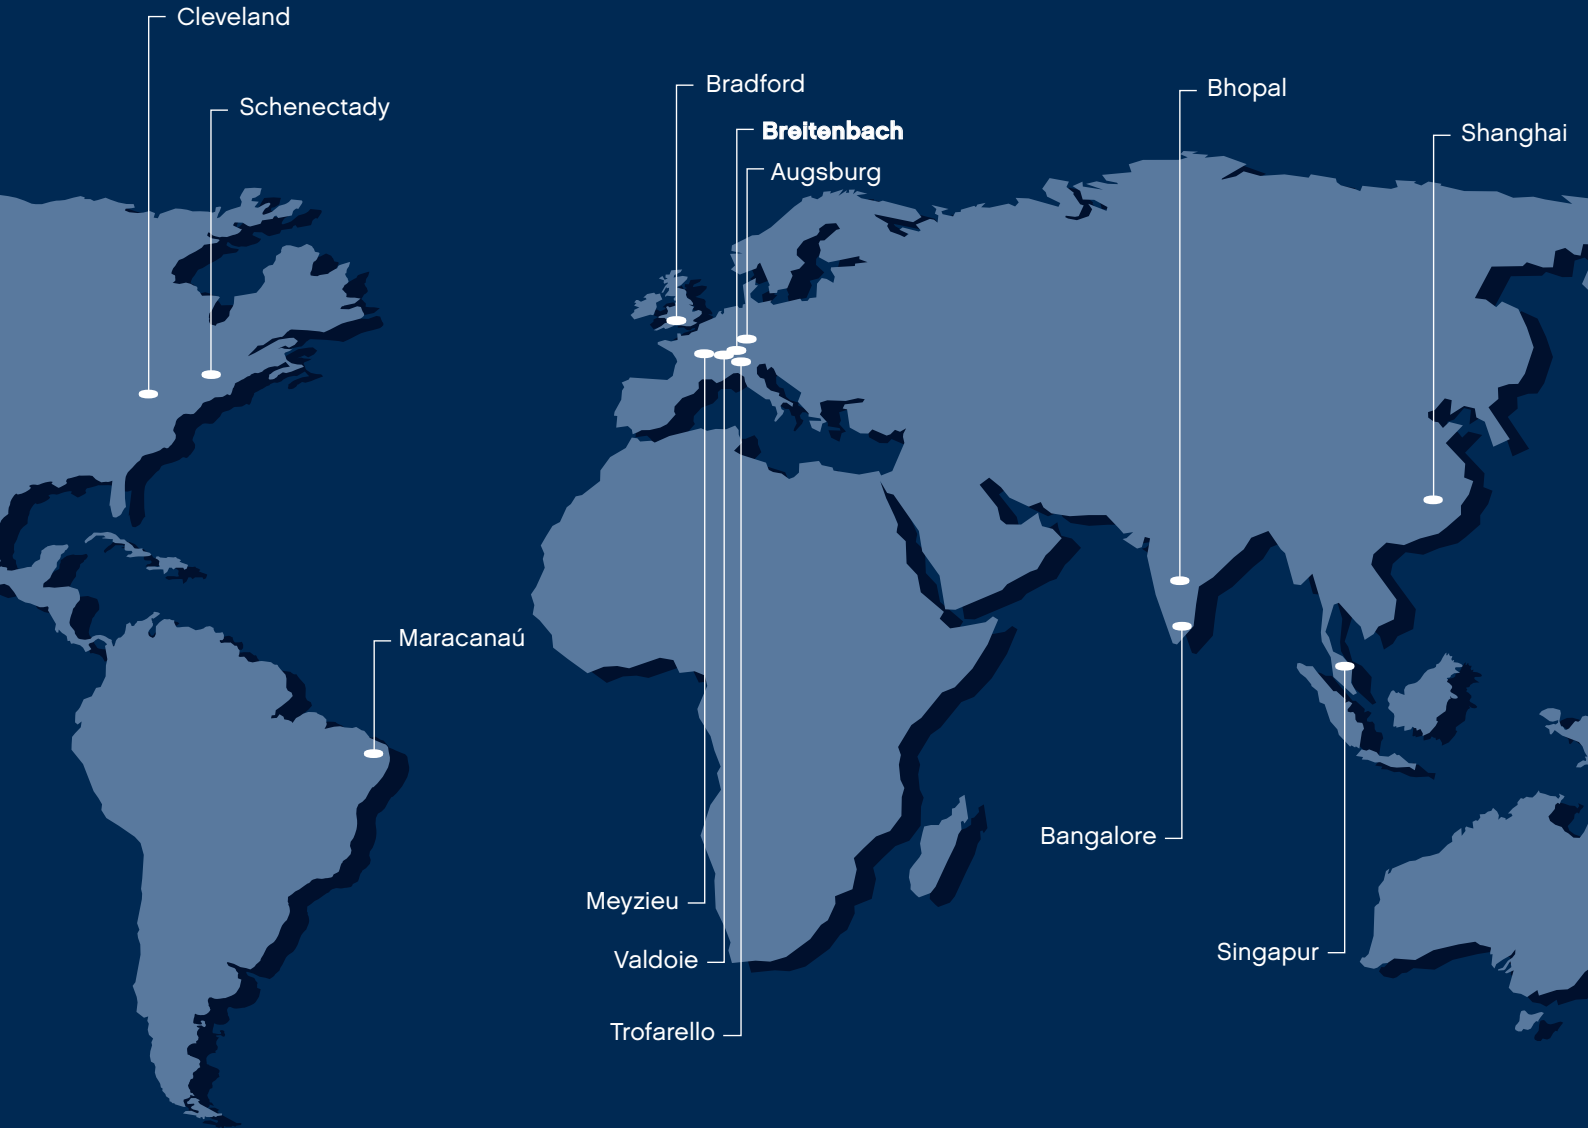 Cleveland
Bradford
Bhopal
Schenectady
Breitenbach
Shanghai
Augsburg
Maracanaú
Bangalore
Meyzieu
Singapur
Valdoie
Trofarello